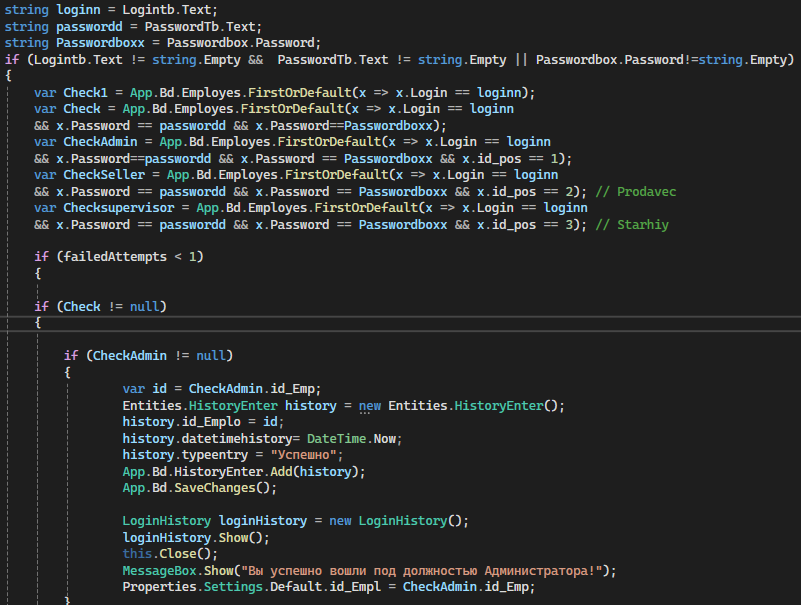 string loginn = Logintb.Text;
string passwordd = PasswordTb.Text;
string Passwordboxx = Passwordbox.Password;
if (Logintb.Text != string.Empty && PasswordTb.Text != string.Empty || Passwordbox.Password!=string.Empty)
{
var Check1 = App.Bd.Employes.FirstOrDefault(x => x.Login == loginn);
var Check = App.Bd.Employes.FirstOrDefault(x => x.Login == loginn
&& x.Password == passwordd && x.Password==Passwordboxx);
var CheckAdmin = App.Bd.Employes.FirstOrDefault(x => x.Login == loginn
&& x.Password==passwordd && x.Password == Passwordboxx && x.id_pos == 1);
var CheckSeller = App.Bd.Employes.FirstOrDefault(x => x.Login == loginn
&& x.Password == passwordd && x.Password == Passwordboxx && x.id_pos == 2); // Prodavec
var Checksupervisor = App.Bd.Employes.FirstOrDefault(x => x.Login == loginn
&& x.Password == passwordd && x.Password == Passwordboxx && x.id_pos == 3); // Starhiy
if (failedAttempts < 1)
{
if (Check != null)
{
if (CheckAdmin != null)
{
var id = CheckAdmin.id_Emp;
Entities.HistoryEnter history = new Entities.HistoryEnter();
history.id_Emplo = id;
history.datetimehistory= DateTime.Now;
history.typeentry = "Успешно";
App.Bd.HistoryEnter.Add(history);
App.Bd.SaveChanges();
LoginHistory loginHistory = new LoginHistory();
loginHistory.Show();
this.Close();
MessageBox.Show("Вы успешно вошли под должностью Администратора!");
Properties.Settings.Default.id_Empl = CheckAdmin.id_Emp;
}